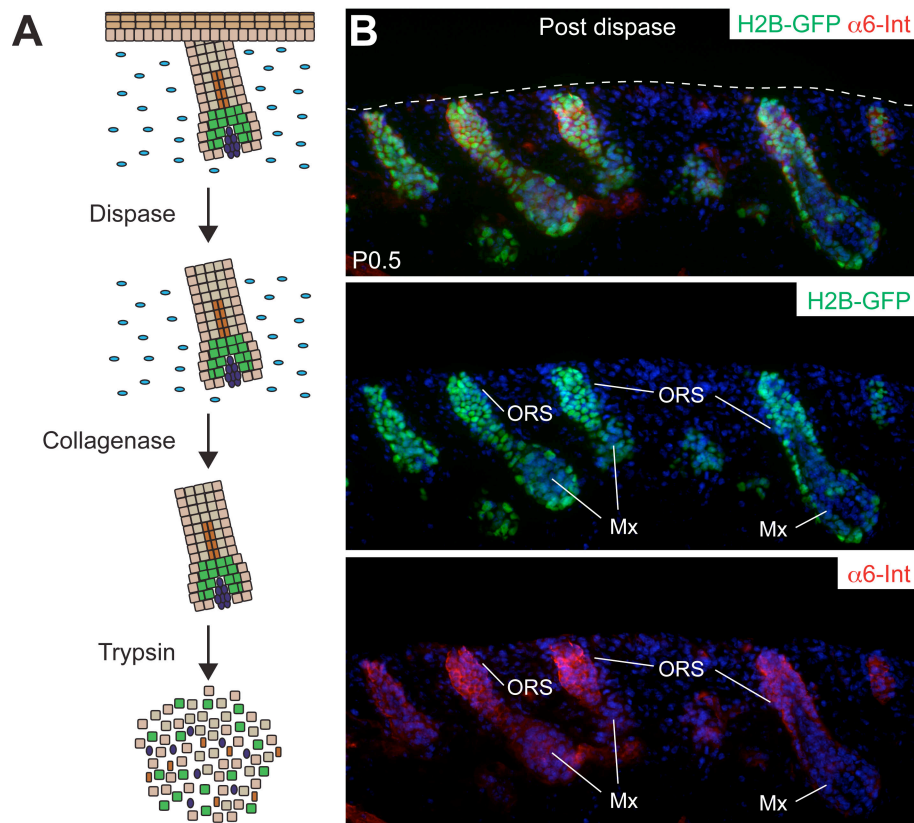 A
Dispase
Collagenase
Trypsin
B
Post dispase
H2B-GFP α6-Int
P0.5
H2B-GFP
ORS
ORS
Mx
Mx
α6-Int
ORS
ORS
Mx
Mx